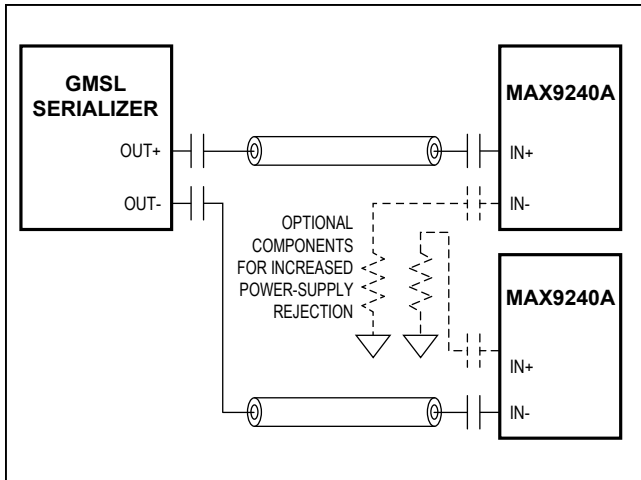 GMSL
SERIALIZER
OUT+
OUT-
MAX9240A
IN+
IN-
OPTIONAL
COMPONENTS
FOR INCREASED
POWER-SUPPLY
REJECTION
MAX9240A
IN+
IN-